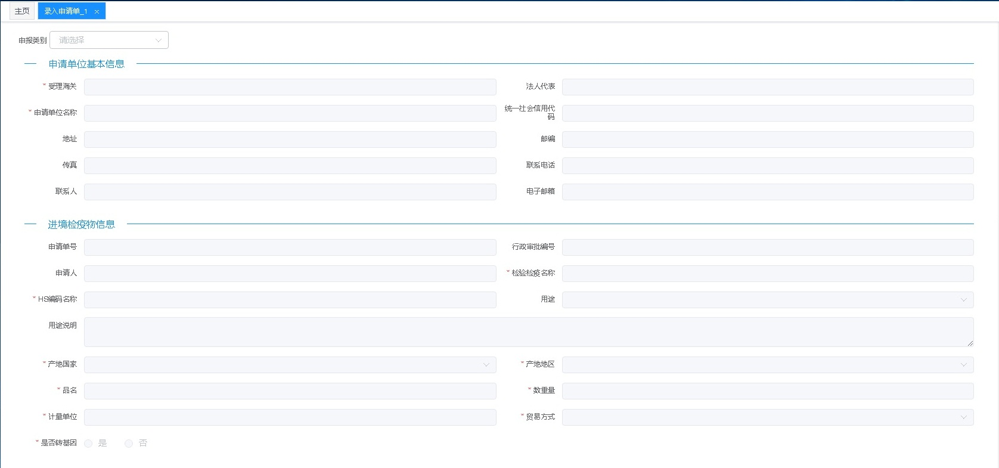 主页 录入申请单_1 ×
申报类别 请选择
申请单位基本信息
* 受理海关 法人代表
* 申请单位名称 统一社会信用代
码
地址 邮编
传真 联系电话
联系人 电子邮箱
进境检疫物信息
申请单号 行政审批编号
申请人 * 检验检疫名称
* HS编码名称 用途
用途说明
* 产地国家 * 产地地区
* 品名 * 数重量
* 计量单位 * 贸易方式
* 是否转基因 是 否